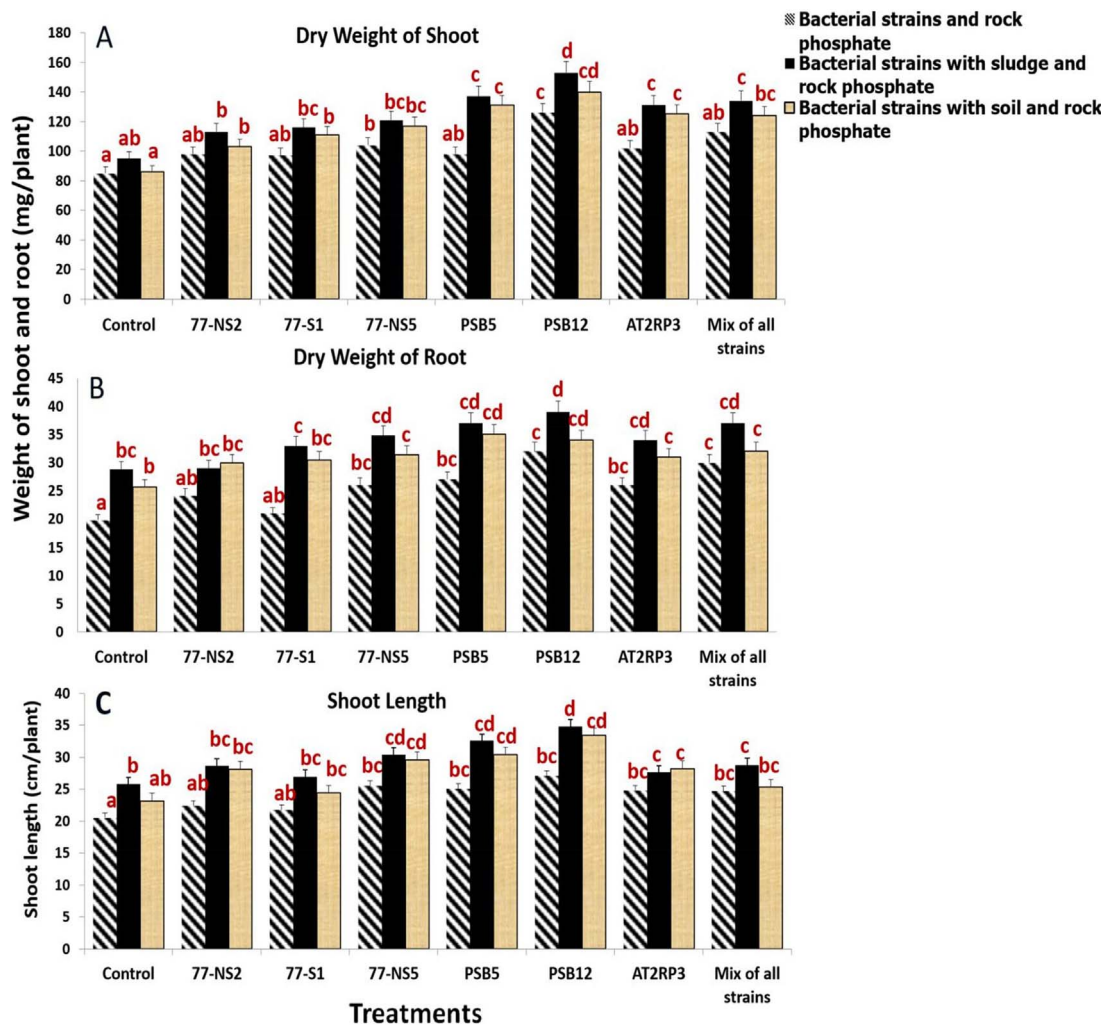 A
Dry Weight of Shoot
Bacterial strains and rock
phosphate
Bacterial strains with sludge and
rock phosphate
Bacterial strains with soil and rock
phosphate
Weight of shoot and root (mg/plant)
180
160
140
120
100
80
60
40
20
0
a ab a
ab b b
ab bc b
b bc bc
ab c c
c d cd
ab c c
ab c bc
Control 77-NS2 77-S1 77-NS5 PSB5 PSB12 AT2RP3 Mix of all
strains
B
Dry Weight of Root
45
40
35
30
25
20
15
10
5
0
a bc b
ab bc bc
ab c bc
bc cd c
bc cd cd
c d cd
bc cd c
c cd c
Control 77-NS2 77-S1 77-NS5 PSB5 PSB12 AT2RP3 Mix of all
strains
C
Shoot Length
Shoot length (cm/plant)
40
35
30
25
20
15
10
5
0
a b ab
ab bc bc
ab bc bc
bc cd cd
bc cd cd
bc d cd
bc c c
bc c bc
Control 77-NS2 77-S1 77-NS5 PSB5 PSB12 AT2RP3 Mix of all
strains
Treatments